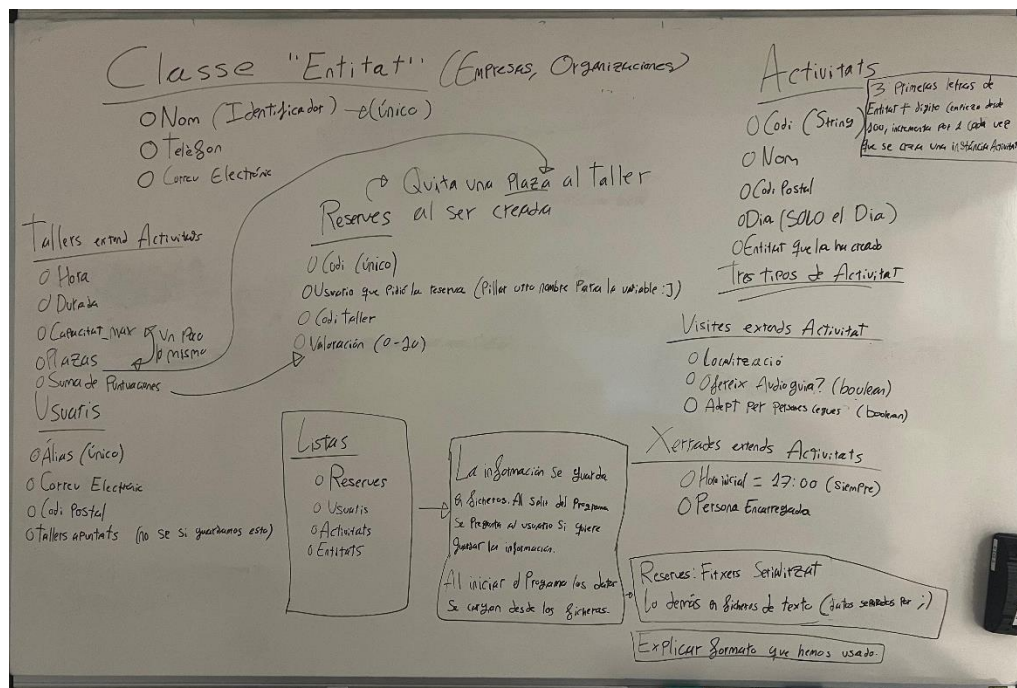 Classe "Entitat" (Empresas, Organizaciones)
Nom (Identificador) → (Único)
Telèfon
Correu Electrònic
Quita una Plaza al Taller
al ser creada
Reserves
Codi (único)
Usuario que Pidió la reserva (Pillar otro nombre Para la variable :])
Codi taller
Valoración (0-10)
Tallers extend Activitats
Hora
Durada
Capacitat_max
Plazas
Un Poco
lo mismo
Suma de Puntuaciones
Usuaris
Álias (único)
Correu Electrònic
Codi Postal
Tallers apuntats (no se si guardamos esto)
Listas
Reserves
Usuaris
Activitats
Entitats
La información se guarda
en ficheros. Al salir del Programa
se Pregunta al usuario si quiere
guardar la información.
Al iniciar el Programa los datos
se cargan desde los ficheros.
Activitats
3 Primeras letras de
Entitat + digito (empieza desde
100, incrementa por 1 cada vez
que se crea una instancia Activitat
Codi (String)
Nom
Codi Postal
Dia (SOLO el Dia)
Entitat que la ha creado
Tres tipos de Activitat
Visites extends Activitat
Localització
Ofereix Audioguia? (boolean)
Adept per persones cegues (boolean)
Xerrades extends Activitats
Hora inicial = 17:00 (siempre)
Persona Encarregada
Reserves: Fitxers Serialitzat
Lo demás en ficheros de texto (datos separados por ;)
Explicar formato que hemos usado.